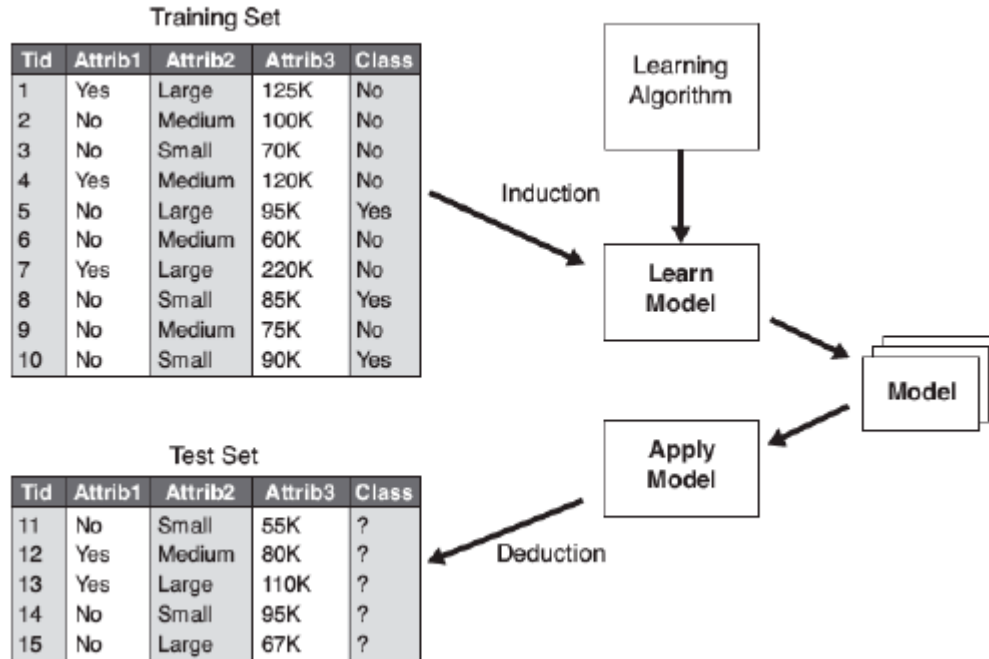 Training Set
Tid Attrib1 Attrib2 Attrib3 Class
1 Yes Large 125K No
2 No Medium 100K No
3 No Small 70K No
4 Yes Medium 120K No
5 No Large 95K Yes
6 No Medium 60K No
7 Yes Large 220K No
8 No Small 85K Yes
9 No Medium 75K No
10 No Small 90K Yes
Learning
Algorithm
Induction
Learn
Model
Model
Apply
Model
Deduction
Test Set
Tid Attrib1 Attrib2 Attrib3 Class
11 No Small 55K ?
12 Yes Medium 80K ?
13 Yes Large 110K ?
14 No Small 95K ?
15 No Large 67K ?